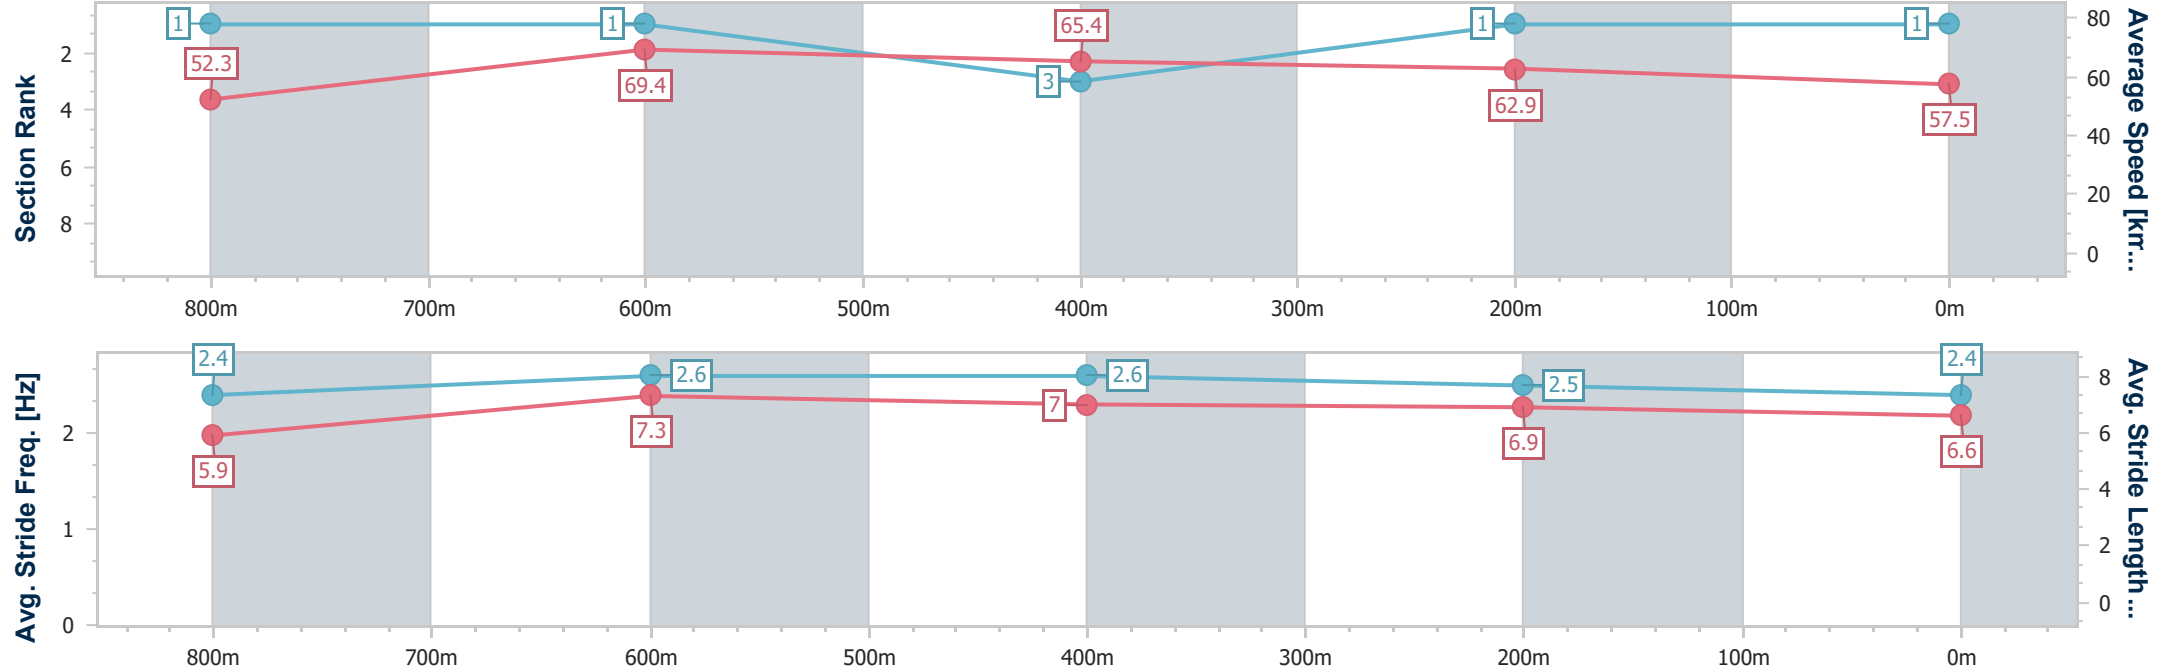 Section Rank
2
4
6
8
1
1
3
1
1
52.3
69.4
65.4
62.9
57.5
80
60
40
20
0
Average Speed [km...
800m
700m
600m
500m
400m
300m
200m
100m
0m
Avg. Stride Freq. [Hz]
2
1
0
2.4
2.6
2.6
2.5
2.4
5.9
7.3
7
6.9
6.6
8
6
4
2
0
Avg. Stride Length ...
800m
700m
600m
500m
400m
300m
200m
100m
0m